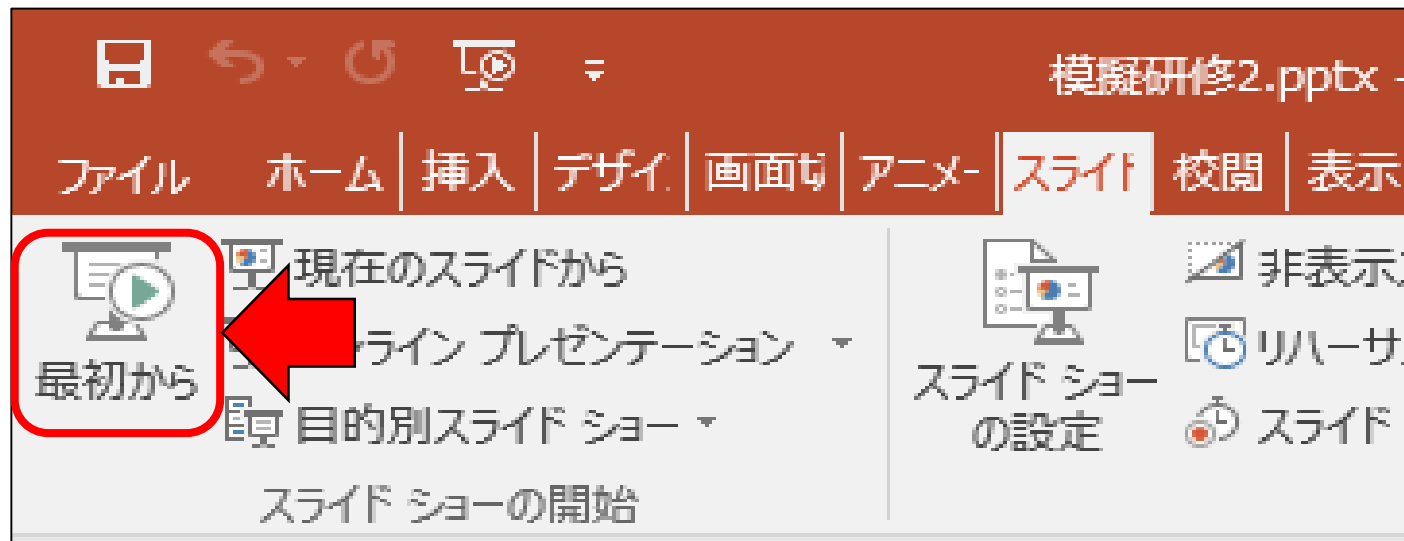 模擬研修2.pptx -
ファイル ホーム 挿入 デザイ 画面切 アニメー スライド 校閲 表示
現在のスライドから
ライン プレゼンテーション
最初から
目的別スライド ショー
スライド ショーの開始
スライド ショー
の設定
非表示
リハーサ
スライド